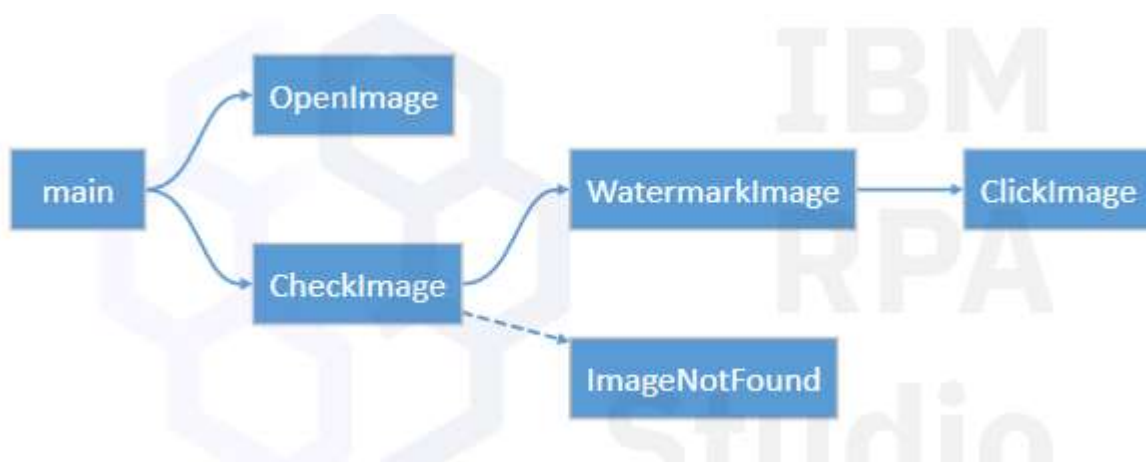 OpenImage
main
WatermarkImage
ClickImage
CheckImage
ImageNotFound
IBM
RPA
Studio